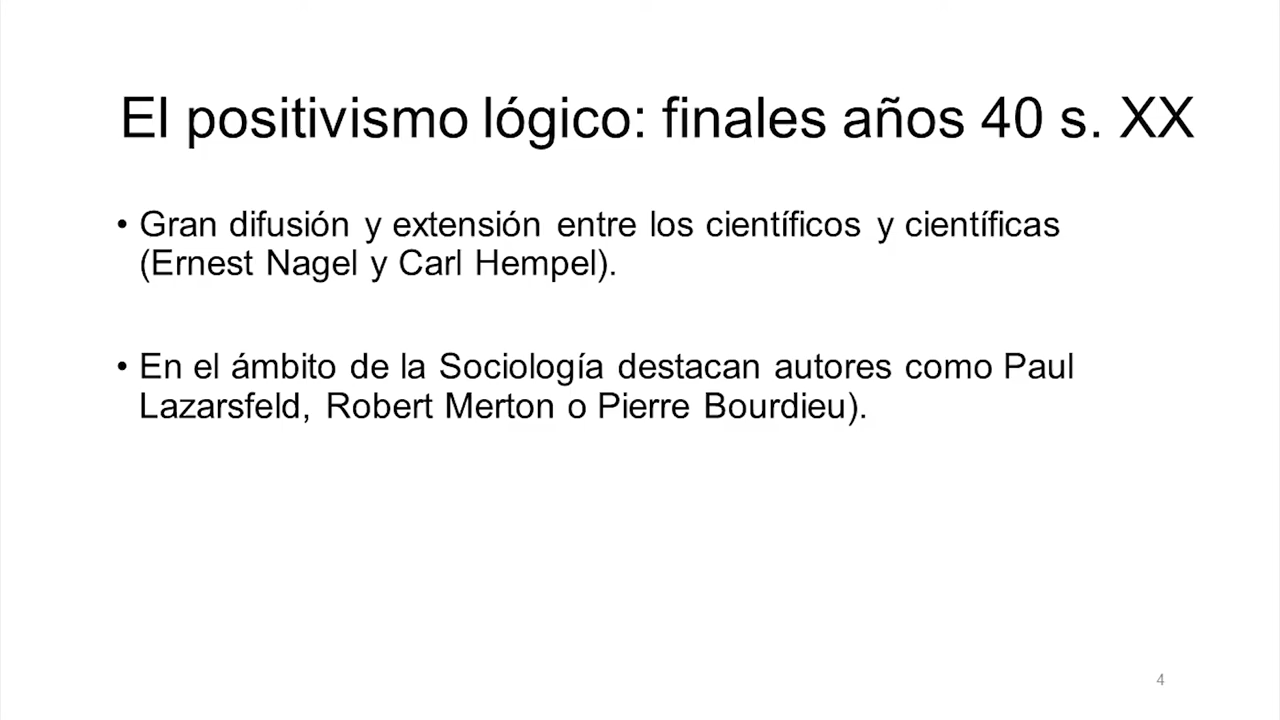 El positivismo lógico: finales años 40 s. XX
• Gran difusión y extensión entre los científicos y científicas
(Ernest Nagel y Carl Hempel).
• En el ámbito de la Sociología destacan autores como Paul
Lazarsfeld, Robert Merton o Pierre Bourdieu).
4